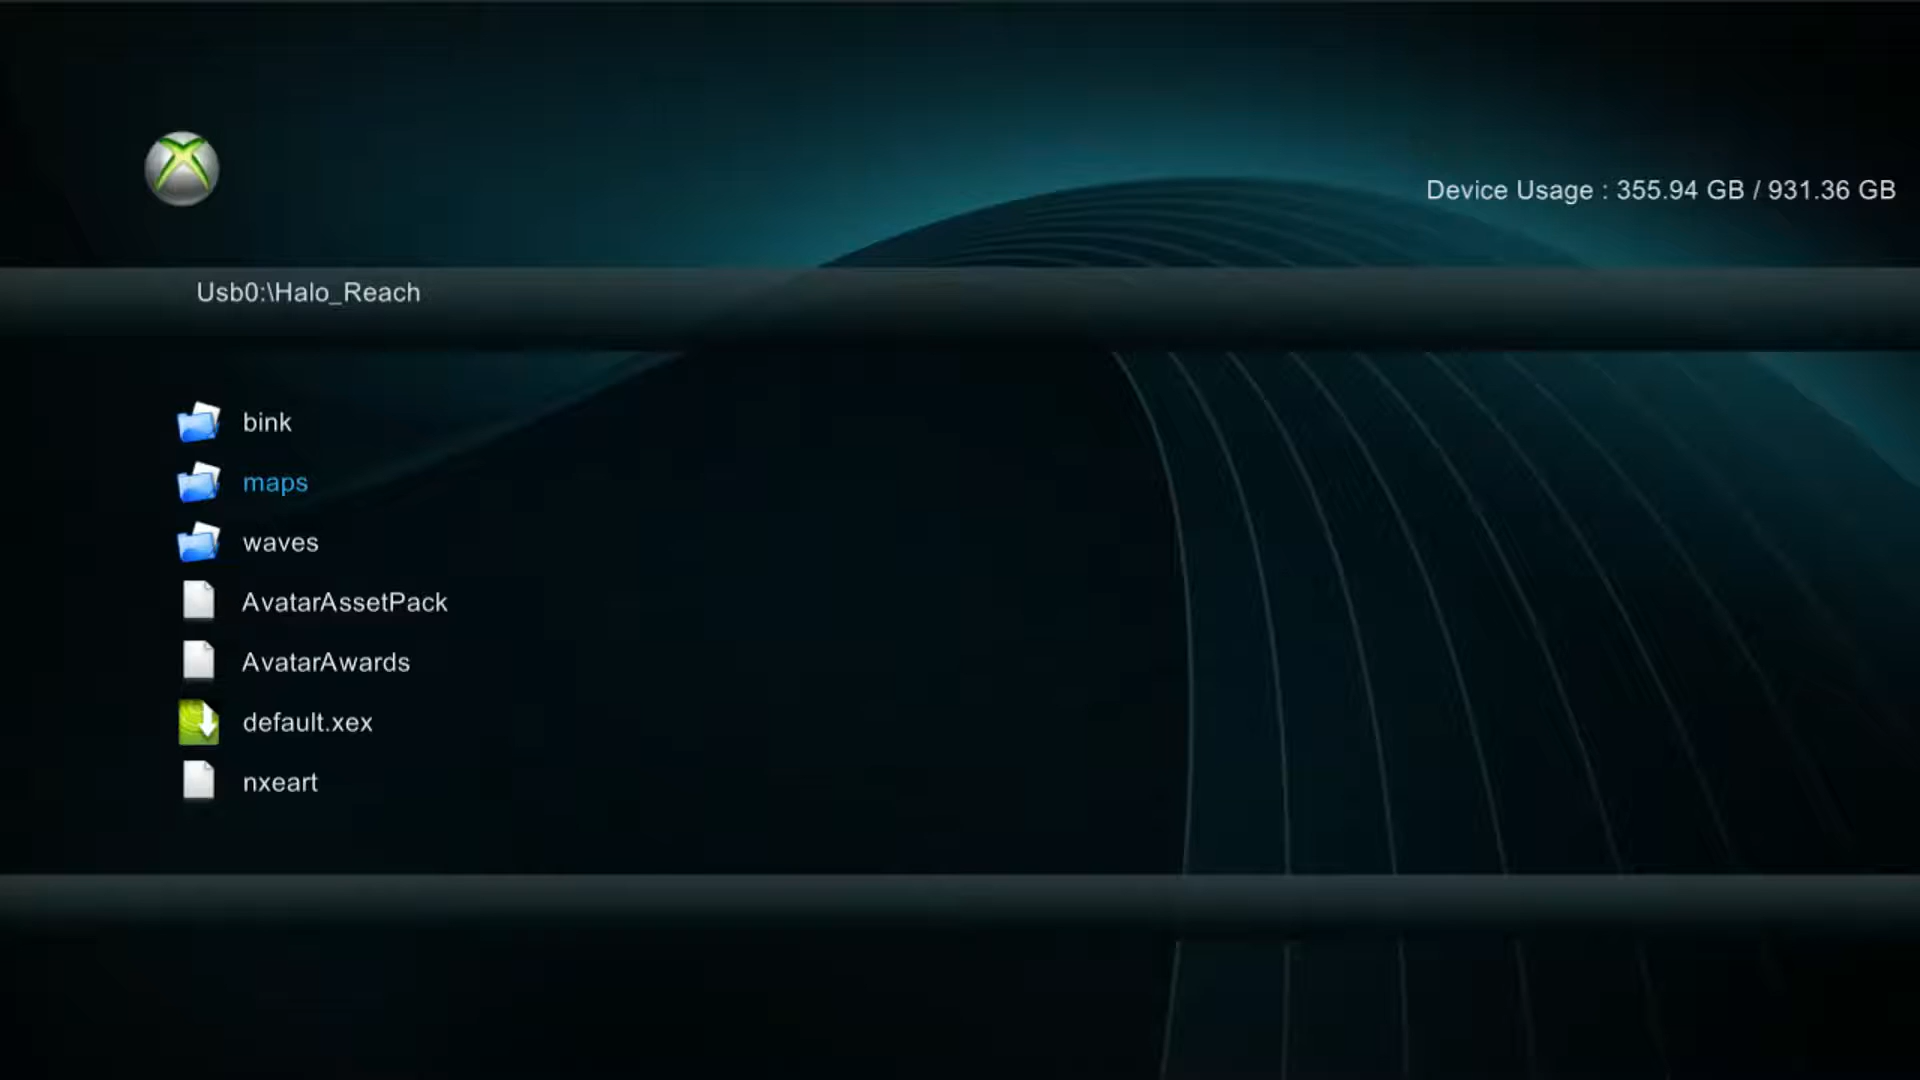 Device Usage : 355.94 GB / 931.36 GB
Usb0:\Halo_Reach
bink
maps
waves
AvatarAssetPack
AvatarAwards
default.xex
nxeart